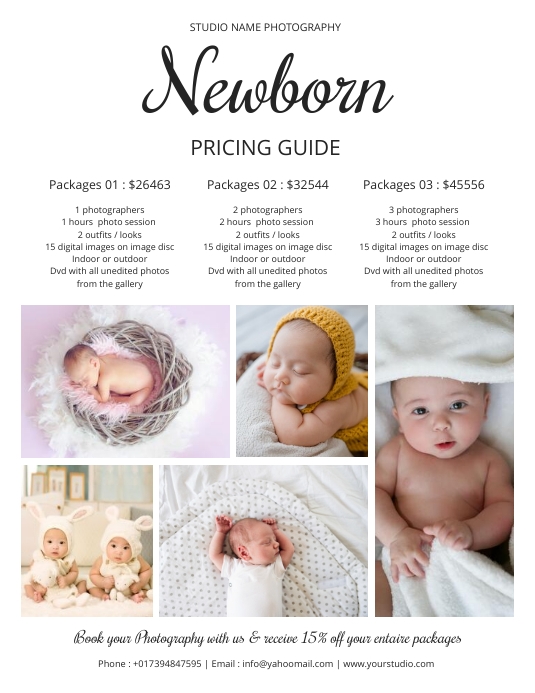 STUDIO NAME PHOTOGRAPHY
Newborn
PRICING GUIDE
Packages 01 : $26463
1 photographers
1 hours photo session
2 outfits / looks
15 digital images on image disc
Indoor or outdoor
Dvd with all unedited photos
from the gallery
Packages 02 : $32544
2 photographers
2 hours photo session
2 outfits / looks
15 digital images on image disc
Indoor or outdoor
Dvd with all unedited photos
from the gallery
Packages 03 : $45556
3 photographers
3 hours photo session
2 outfits / looks
15 digital images on image disc
Indoor or outdoor
Dvd with all unedited photos
from the gallery
Book your Photography with us & receive 15% off your entaire packages
Phone : +017394847595 | Email : info@yahoomail.com | www.yourstudio.com